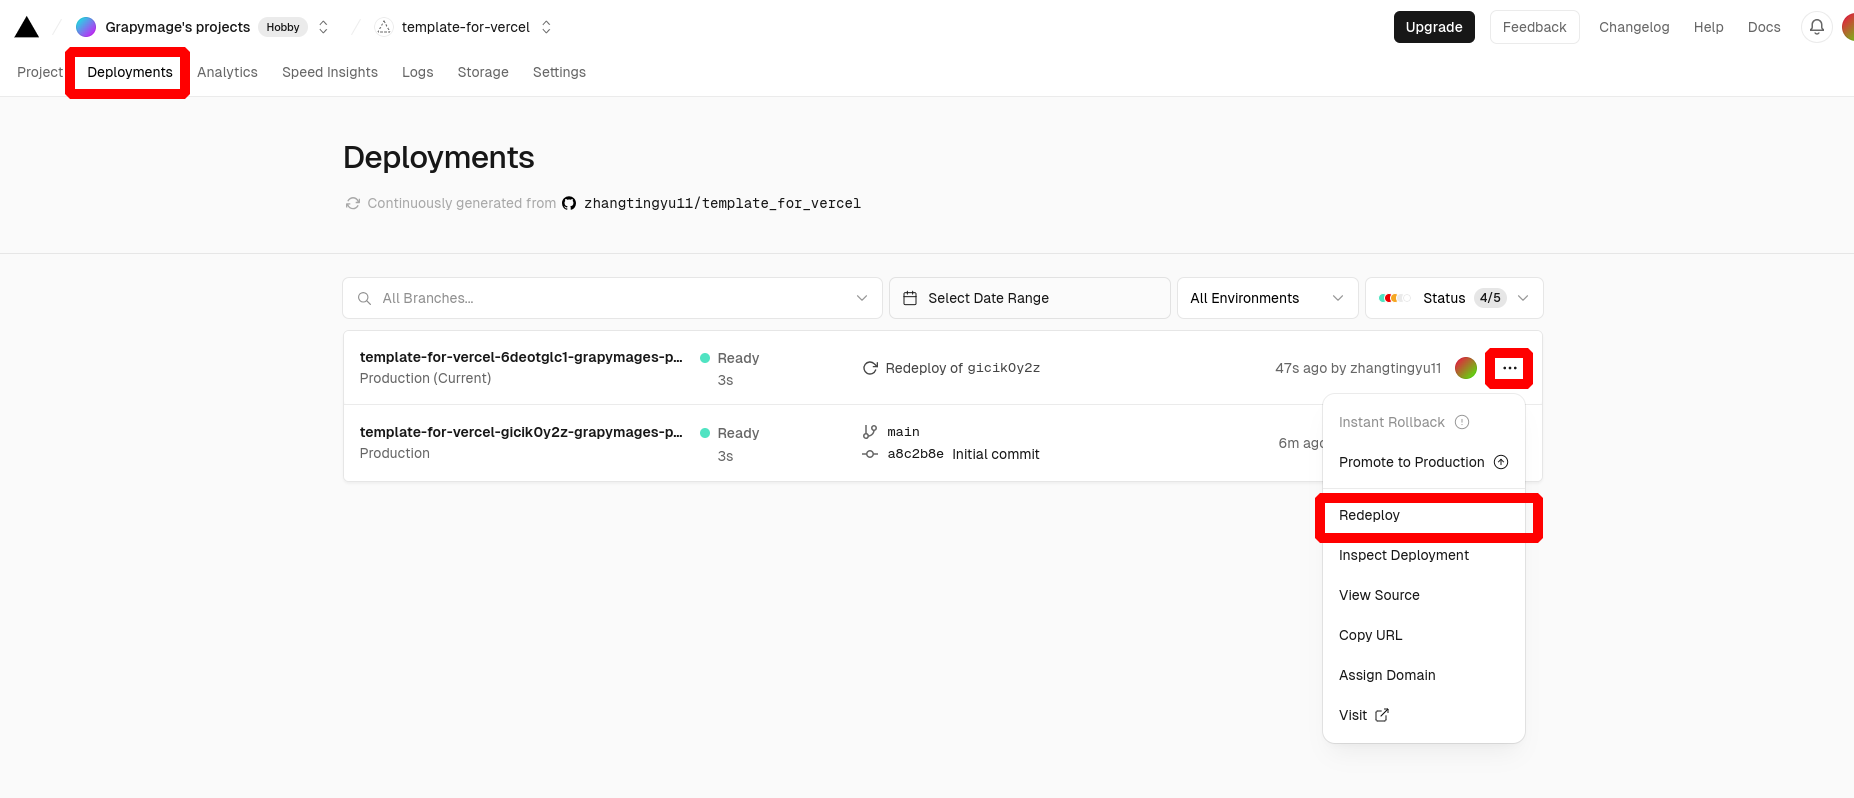 Grapymage's projects Hobby template-for-vercel Upgrade Feedback Changelog Help Docs
Project Deployments Analytics Speed Insights Logs Storage Settings
Deployments
Continuously generated from zhangtingyu11/template_for_vercel
All Branches... Select Date Range All Environments Status 4/5
template-for-vercel-6deotglc1-grapymages-p... Ready
Production (Current) 3s
Redeploy of gicik0y2z 47s ago by zhangtingyu11
template-for-vercel-gicik0y2z-grapymages-p... Ready
Production 3s
main
a8c2b8e Initial commit
6m ago
Instant Rollback
Promote to Production
Redeploy
Inspect Deployment
View Source
Copy URL
Assign Domain
Visit